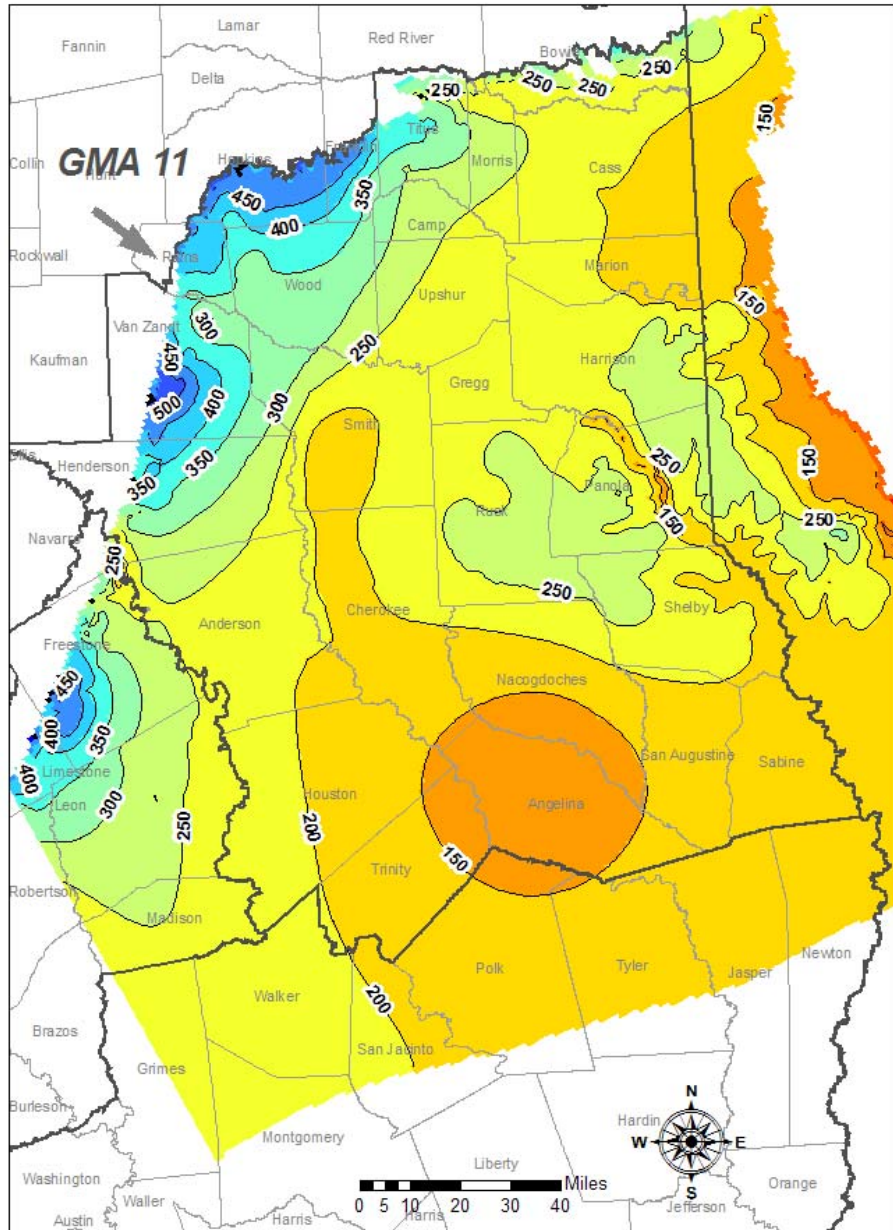 Lamar
Fannin
Red River
Bowie
Delta
250
250
250
250
Titus
150
Franklin
Hopkins
Morris
Cass
Collin
Hunt
GMA 11
350
450
400
Camp
Rockwall
Rains
Marion
Wood
Upshur
150
Van Zandt
300
250
Kaufman
450
Harrison
400
500
Gregg
300
Smith
Ellis
Henderson
350
250
150
350
Panola
Rusk
150
250
Navarro
250
250
Shelby
Cherokee
Anderson
Freestone
450
Nacogdoches
350
400
San Augustine
Sabine
400
Limestone
Houston
Angelina
Leon
300
250
200
150
Trinity
Robertson
Madison
Newton
Polk
Tyler
Jasper
Walker
200
Brazos
San Jacinto
Grimes
N
Burleson
Hardin
Montgomery
W E
Liberty
Washington
Miles
S
Orange
Waller
0 5 10 20 30 40
Jefferson
Austin
Harris
Harris